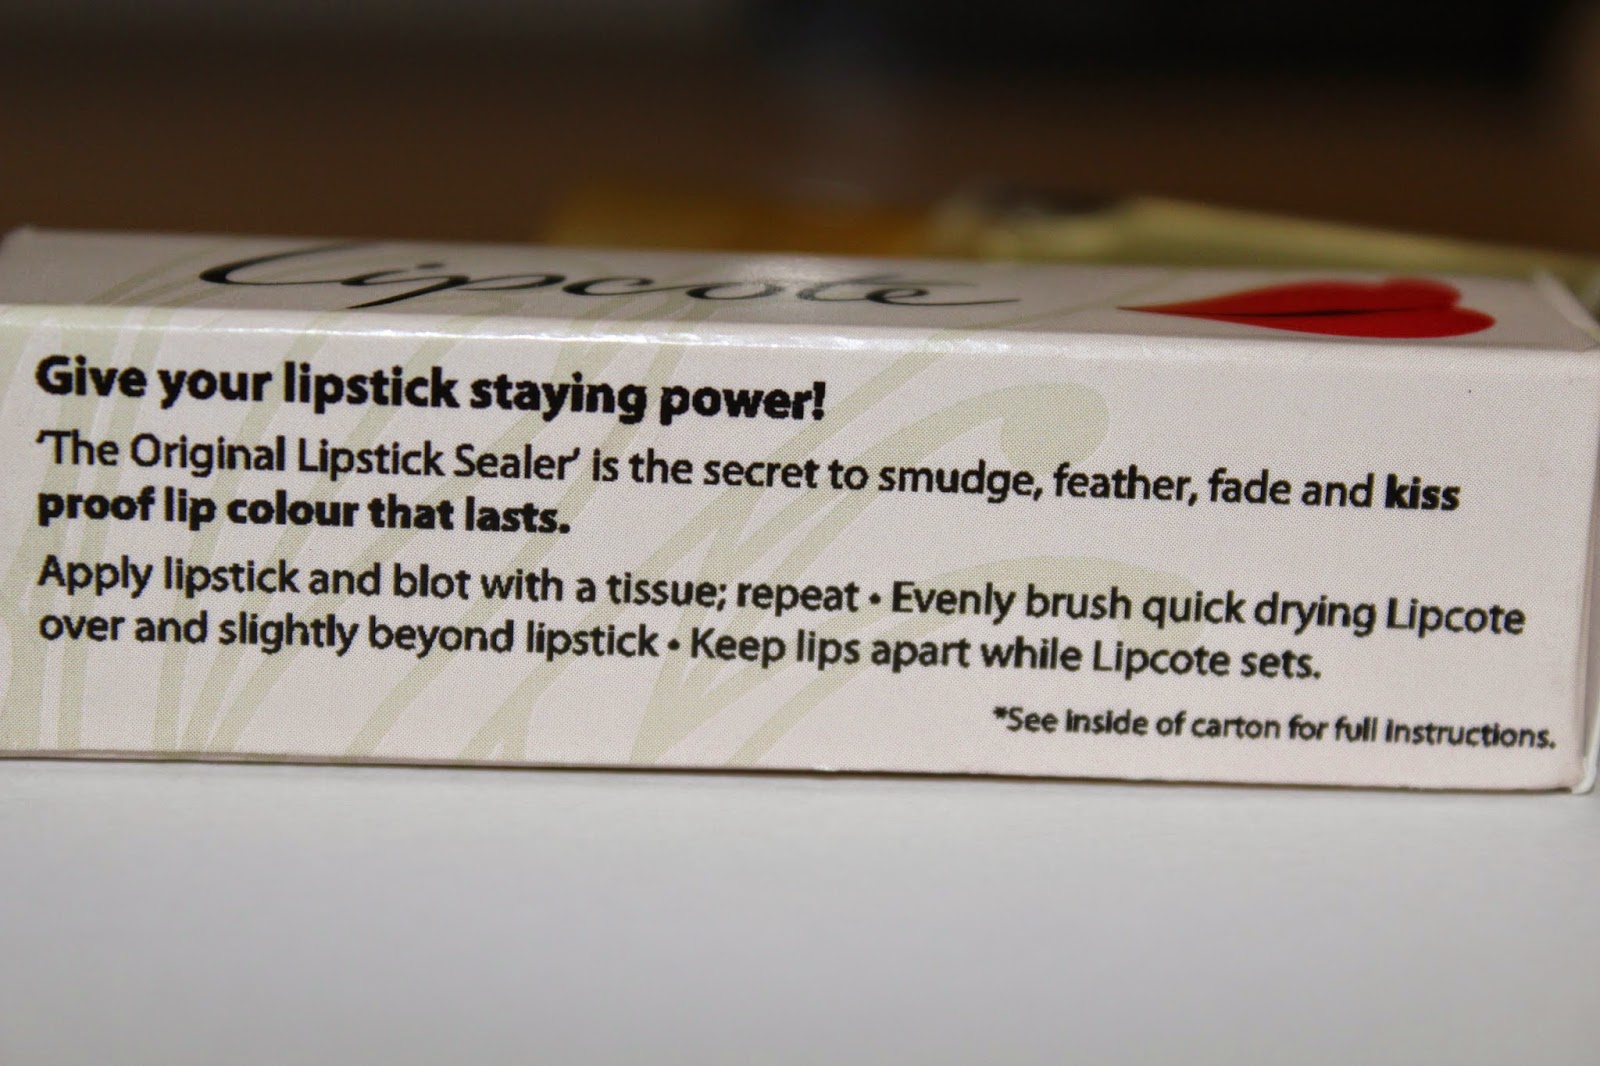 Lipcote
Give your lipstick staying power!
'The Original Lipstick Sealer' is the secret to smudge, feather, fade and kiss
proof lip colour that lasts.
Apply lipstick and blot with a tissue; repeat • Evenly brush quick drying Lipcote
over and slightly beyond lipstick • Keep lips apart while Lipcote sets.
*See inside of carton for full instructions.